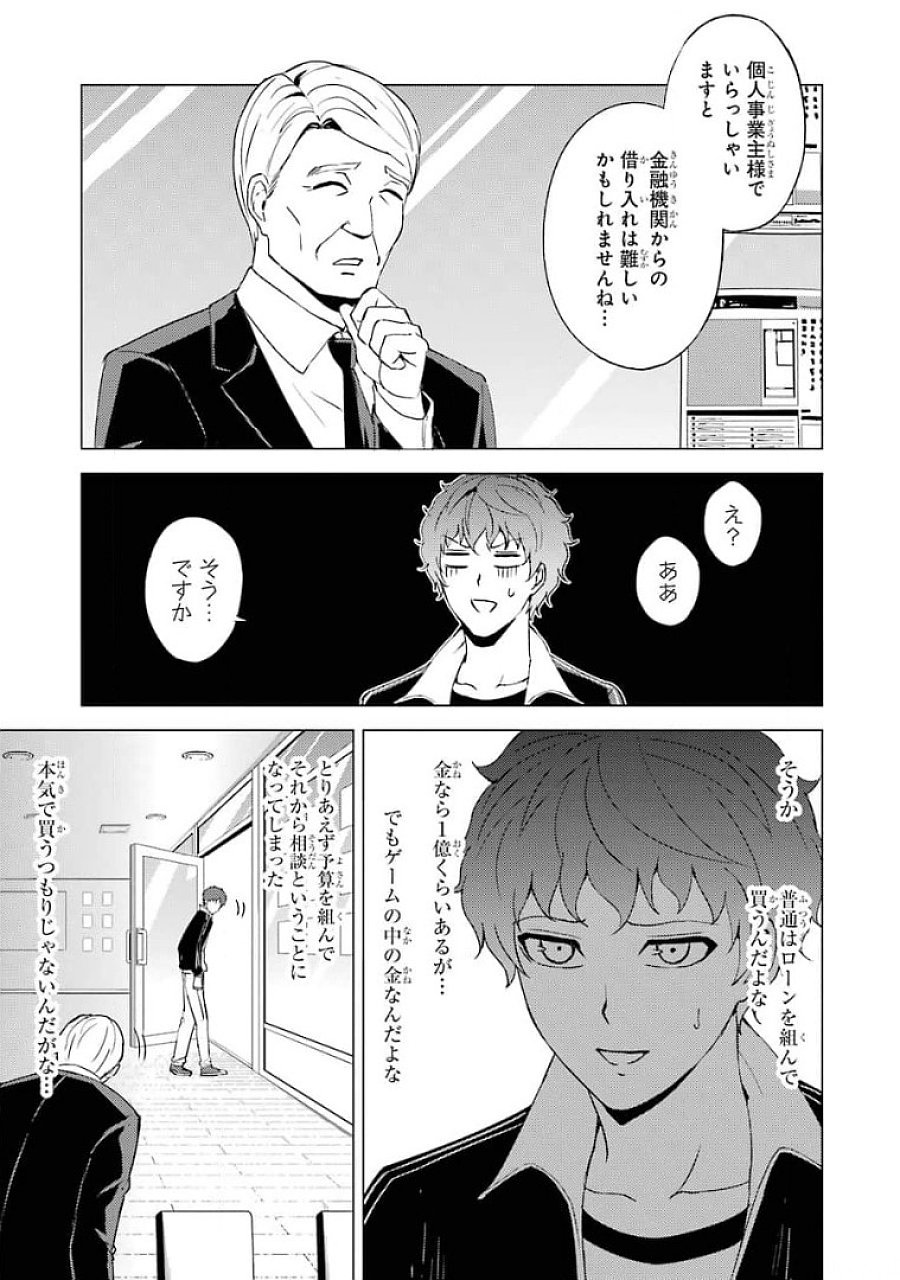 個人事業主様で
いらっしゃい
ますと
金融機関からの
借り入れは難しい
かもしれませんね…
え？
ああ
そう…
ですか
そうか
普通はローンを組んで
買うんだよな
金なら１億くらいあるが…
でもゲームの中の金なんだよな
とりあえず予算を組んで
それから相談ということに
なってしまった
本気で買うつもりじゃないんだがな…